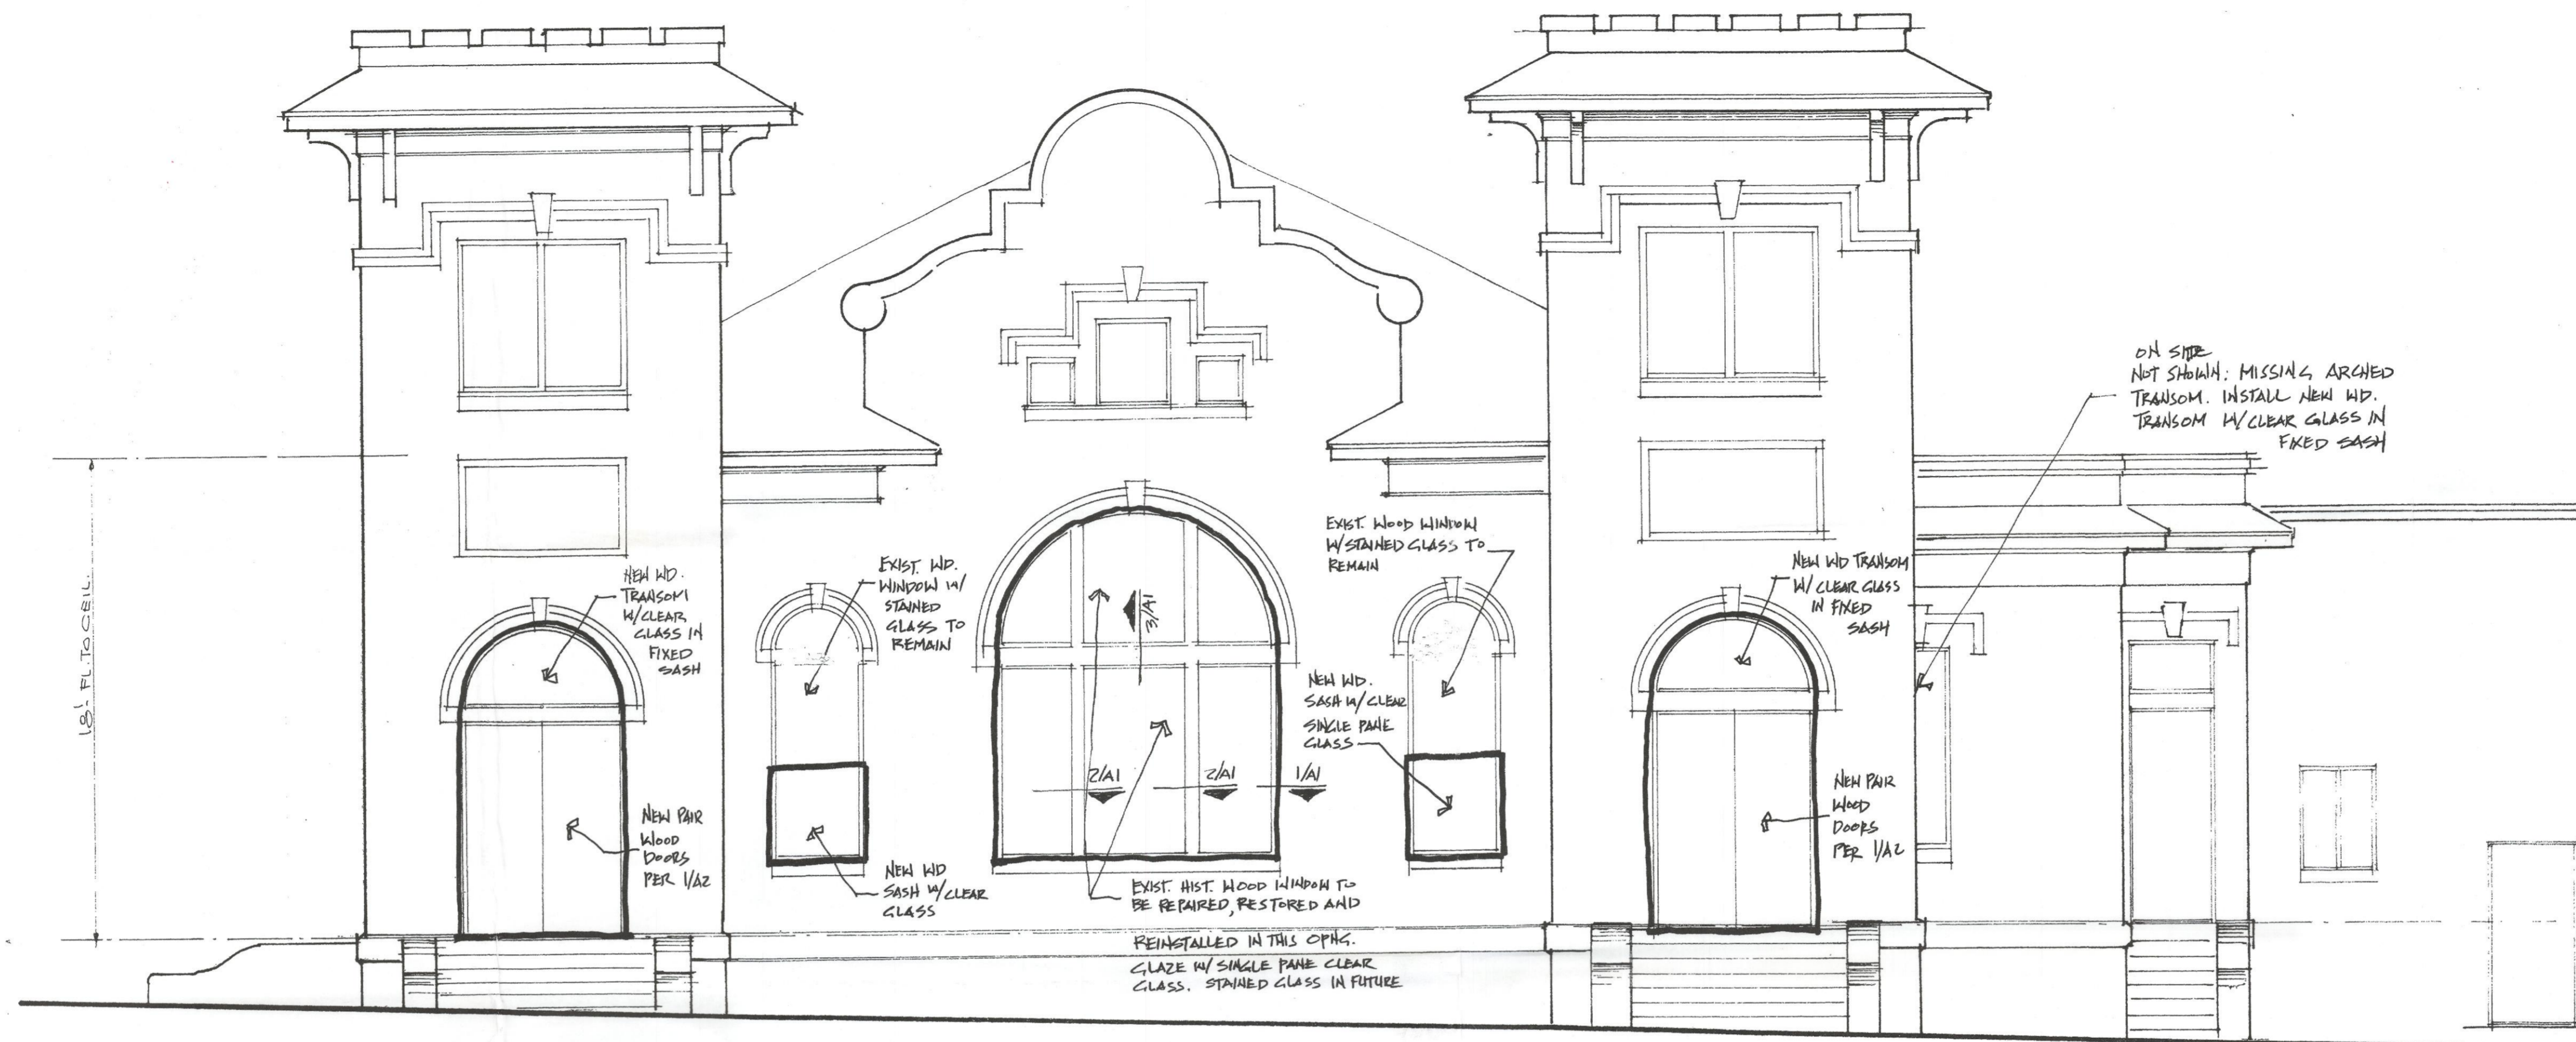 ON SITE
NOT SHOWN: MISSING ARCHED
TRANSOM. INSTALL NEW WD.
TRANSOM W/ CLEAR GLASS IN
FIXED SASH
18'- FL. TO CEIL.
NEW WD.
TRANSOM
W/CLEAR
GLASS IN
FIXED
SASH
EXIST. WD.
WINDOW W/
STAINED
GLASS TO
REMAIN
3/A1
EXIST. WOOD WINDOW
W/STAINED GLASS TO
REMAIN
NEW WD TRANSOM
W/ CLEAR GLASS
IN FIXED
SASH
NEW WD.
SASH W/ CLEAR
SINGLE PANE
GLASS
2/A1
2/A1
1/A1
NEW PAIR
WOOD
DOORS
PER 1/A2
NEW WD
SASH W/ CLEAR
GLASS
NEW PAIR
WOOD
DOORS
PER 1/A2
EXIST. HIST. WOOD WINDOW TO
BE REPAIRED, RESTORED AND
REINSTALLED IN THIS OPNG.
GLAZE W/ SINGLE PANE CLEAR
GLASS. STAINED GLASS IN FUTURE